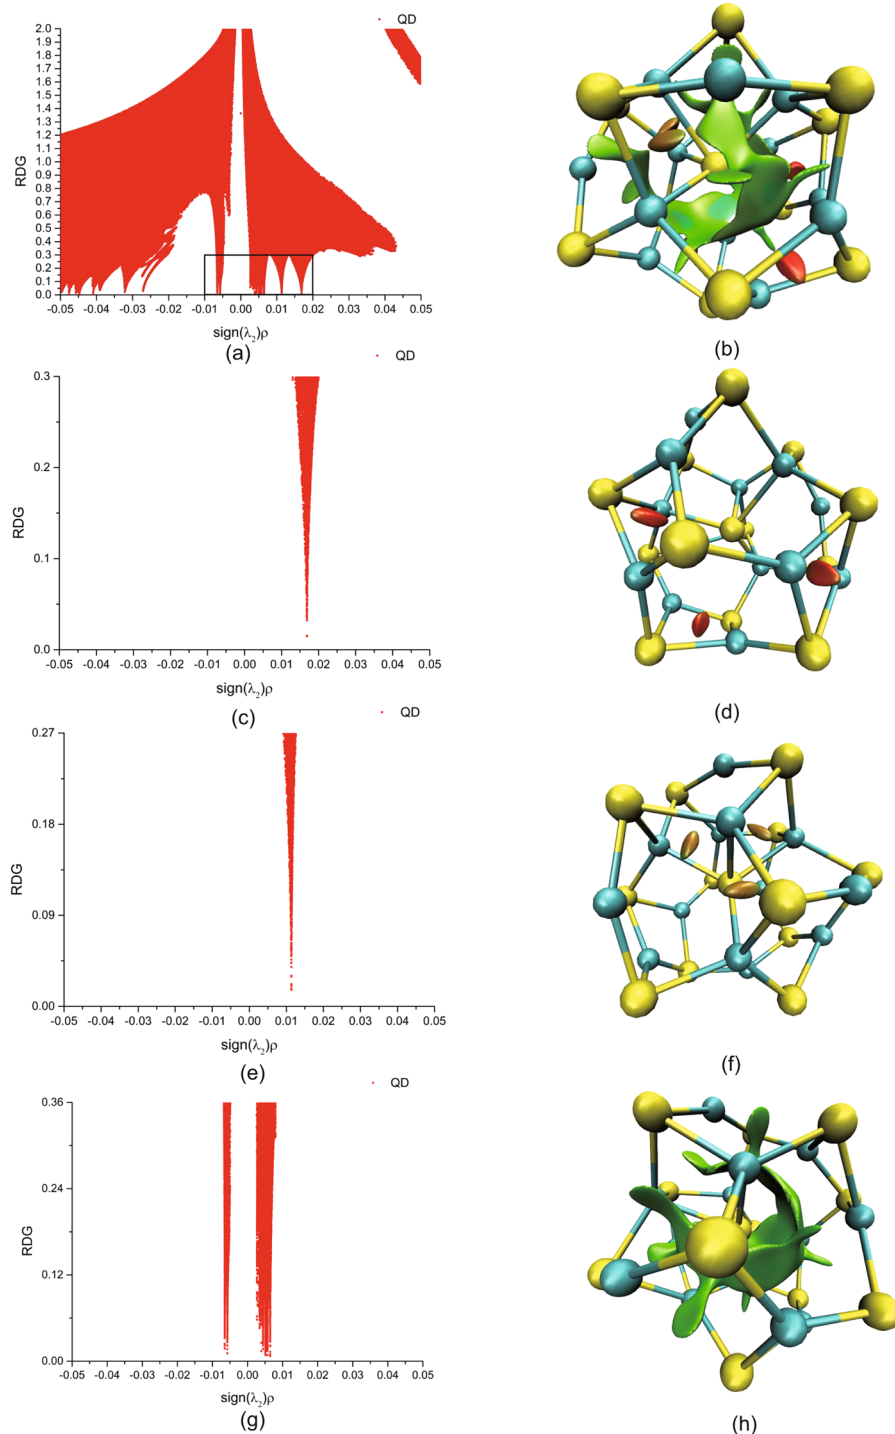 QD
2.0
1.9
1.8
1.7
1.6
1.5
1.4
1.3
1.2
1.1
1.0
0.9
0.8
0.7
0.6
0.5
0.4
0.3
0.2
0.1
0.0
RDG
-0.05 -0.04 -0.03 -0.02 -0.01 0.00 0.01 0.02 0.03 0.04 0.05
sign(λ₂)ρ
(a)
(b)
QD
0.3
0.2
0.1
0.0
RDG
-0.05 -0.04 -0.03 -0.02 -0.01 0.00 0.01 0.02 0.03 0.04 0.05
sign(λ₂)ρ
(c)
(d)
QD
0.27
0.18
0.09
0.00
RDG
-0.05 -0.04 -0.03 -0.02 -0.01 0.00 0.01 0.02 0.03 0.04 0.05
sign(λ₂)ρ
(e)
(f)
QD
0.36
0.24
0.12
0.00
RDG
-0.05 -0.04 -0.03 -0.02 -0.01 0.00 0.01 0.02 0.03 0.04 0.05
sign(λ₂)ρ
(g)
(h)